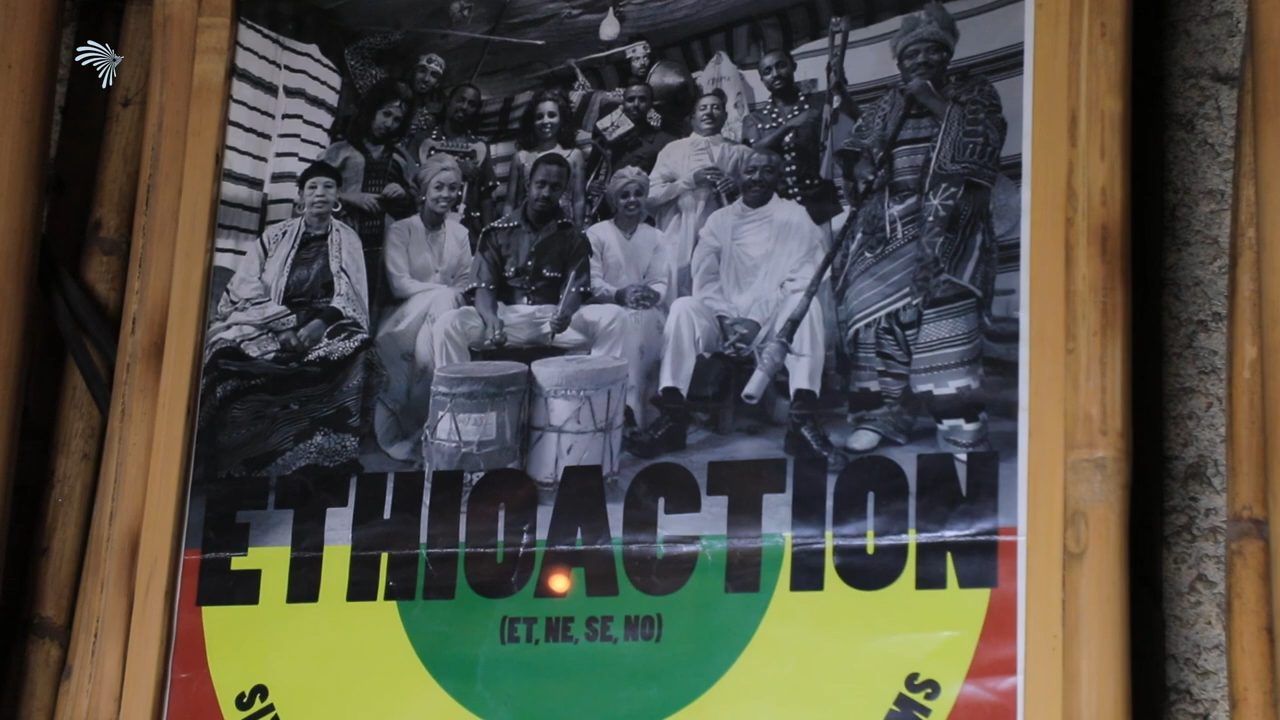 ETHIOACTION
(ET, NE, SE, NO)